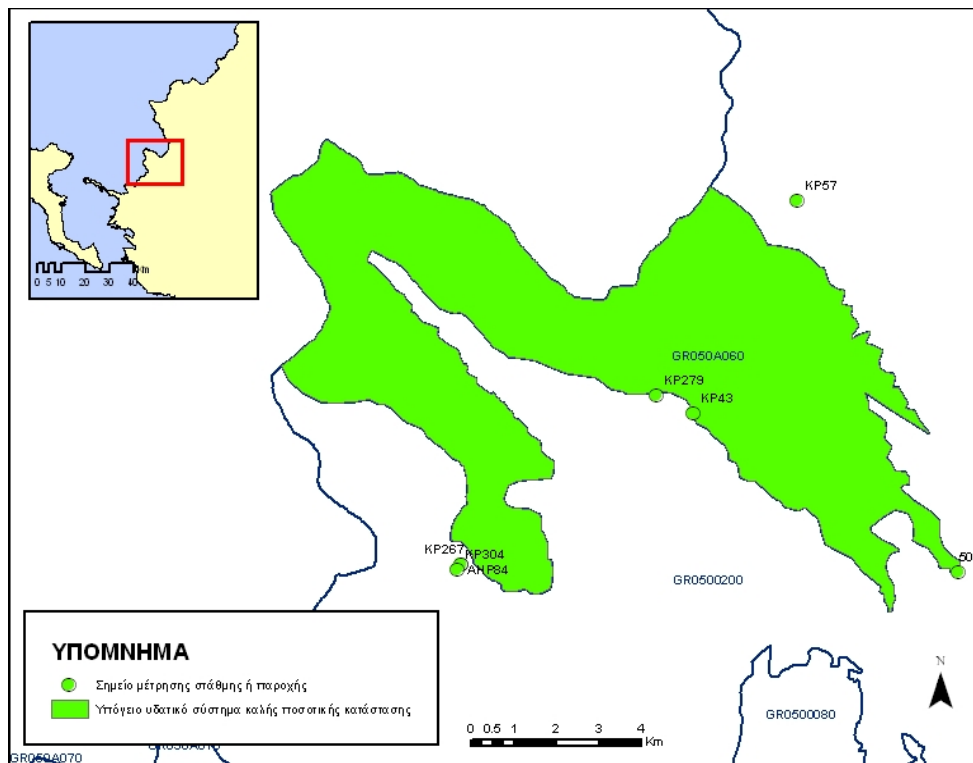 0 5 10 20 30 40 Km
KP57
GR050A060
KP279
KP43
KP267
KP304
AHP84
50
GR0500200
ΥΠΟΜΝΗΜΑ
Σημείο μέτρησης στάθμης ή παροχής
Υπόγειο υδατικό σύστημα καλής ποσοτικής κατάστασης
0 0.5 1 2 3 4
Km
N
GR0500080
GR050A070